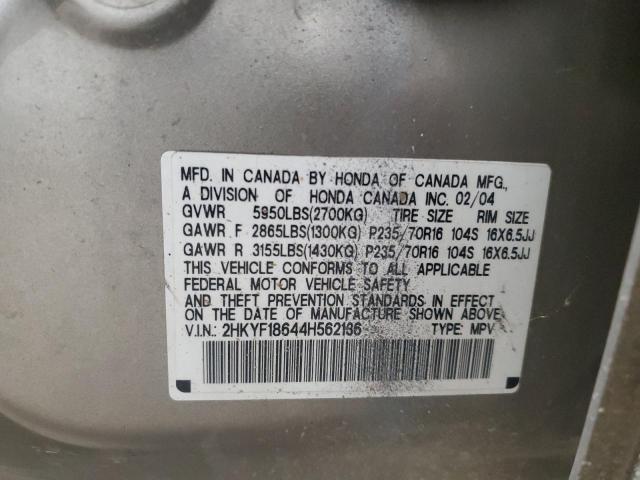 MFD. IN CANADA BY HONDA OF CANADA MFG.,
A DIVISION OF HONDA CANADA INC. 02/04
GVWR 5950LBS(2700KG) TIRE SIZE RIM SIZE
GAWR F 2865LBS(1300KG) P235/70R16 104S 16X6.5JJ
GAWR R 3155LBS(1430KG) P235/70R16 104S 16X6.5JJ
THIS VEHICLE CONFORMS TO ALL APPLICABLE
FEDERAL MOTOR VEHICLE SAFETY
AND THEFT PREVENTION STANDARDS IN EFFECT
ON THE DATE OF MANUFACTURE SHOWN ABOVE.
V.I.N.: 2HKYF18644H562136 TYPE: MPV